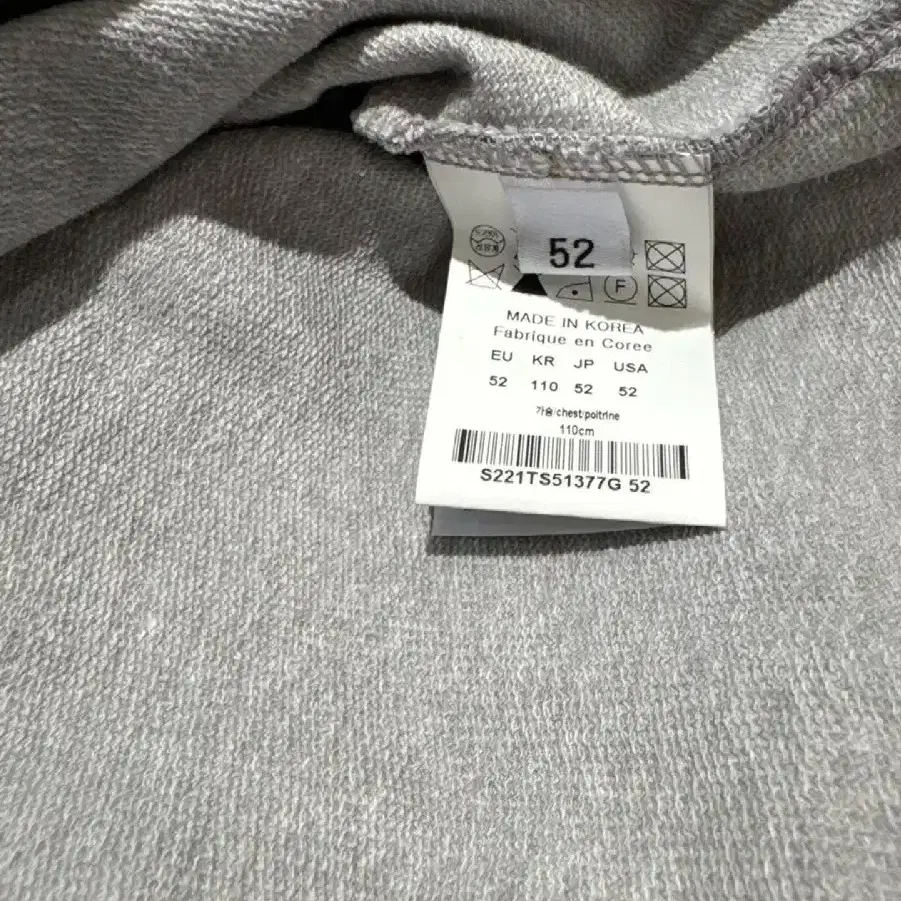 52
F
MADE IN KOREA
Fabrique en Coree
EU KR JP USA
52 110 52 52
가슴/chest/poitrine
110cm
S221TS51377G 52